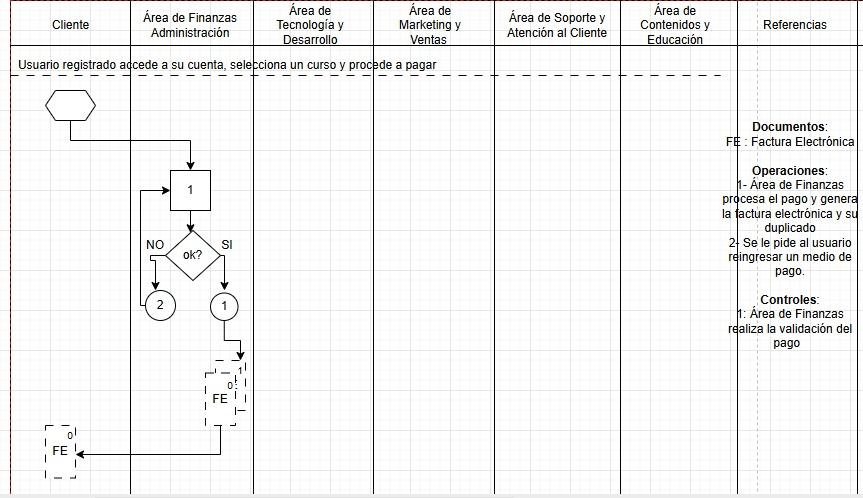 Cliente
Área de Finanzas
Administración
Área de
Tecnología y
Desarrollo
Área de
Marketing y
Ventas
Área de Soporte y
Atención al Cliente
Área de
Contenidos y
Educación
Referencias
Usuario registrado accede a su cuenta, selecciona un curso y procede a pagar
Documentos:
FE : Factura Electrónica
Operaciones:
1- Área de Finanzas
procesa el pago y genera
la factura electrónica y su
duplicado
2- Se le pide al usuario
reingresar un medio de
pago.
Controles:
1: Área de Finanzas
realiza la validación del
pago
1
NO
ok?
SI
2
1
1
0
FE
0
FE